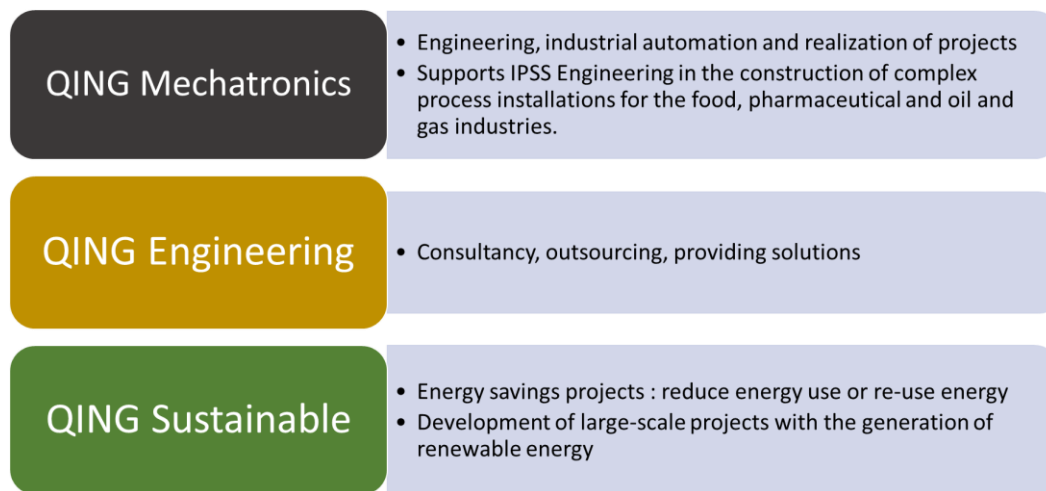 QING Mechatronics
• Engineering, industrial automation and realization of projects
• Supports IPSS Engineering in the construction of complex
process installations for the food, pharmaceutical and oil and
gas industries.
QING Engineering
• Consultancy, outsourcing, providing solutions
QING Sustainable
• Energy savings projects : reduce energy use or re-use energy
• Development of large-scale projects with the generation of
renewable energy